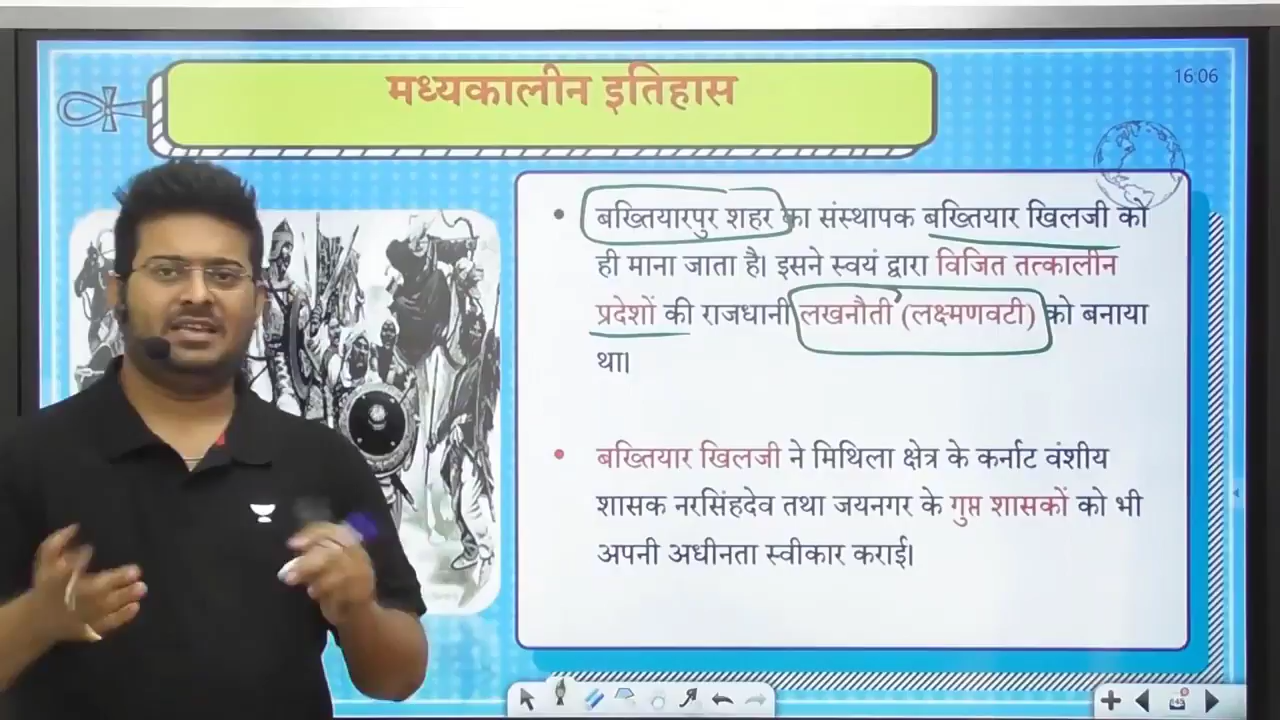 मध्यकालीन इतिहास
16:06
• बख्तियारपुर शहर का संस्थापक बख्तियार खिलजी को
ही माना जाता है। इसने स्वयं द्वारा विजित तत्कालीन
प्रदेशों की राजधानी लखनौती (लक्ष्मणवटी) को बनाया
था।
• बख्तियार खिलजी ने मिथिला क्षेत्र के कर्नाट वंशीय
शासक नरसिंहदेव तथा जयनगर के गुप्त शासकों को भी
अपनी अधीनता स्वीकार कराई।